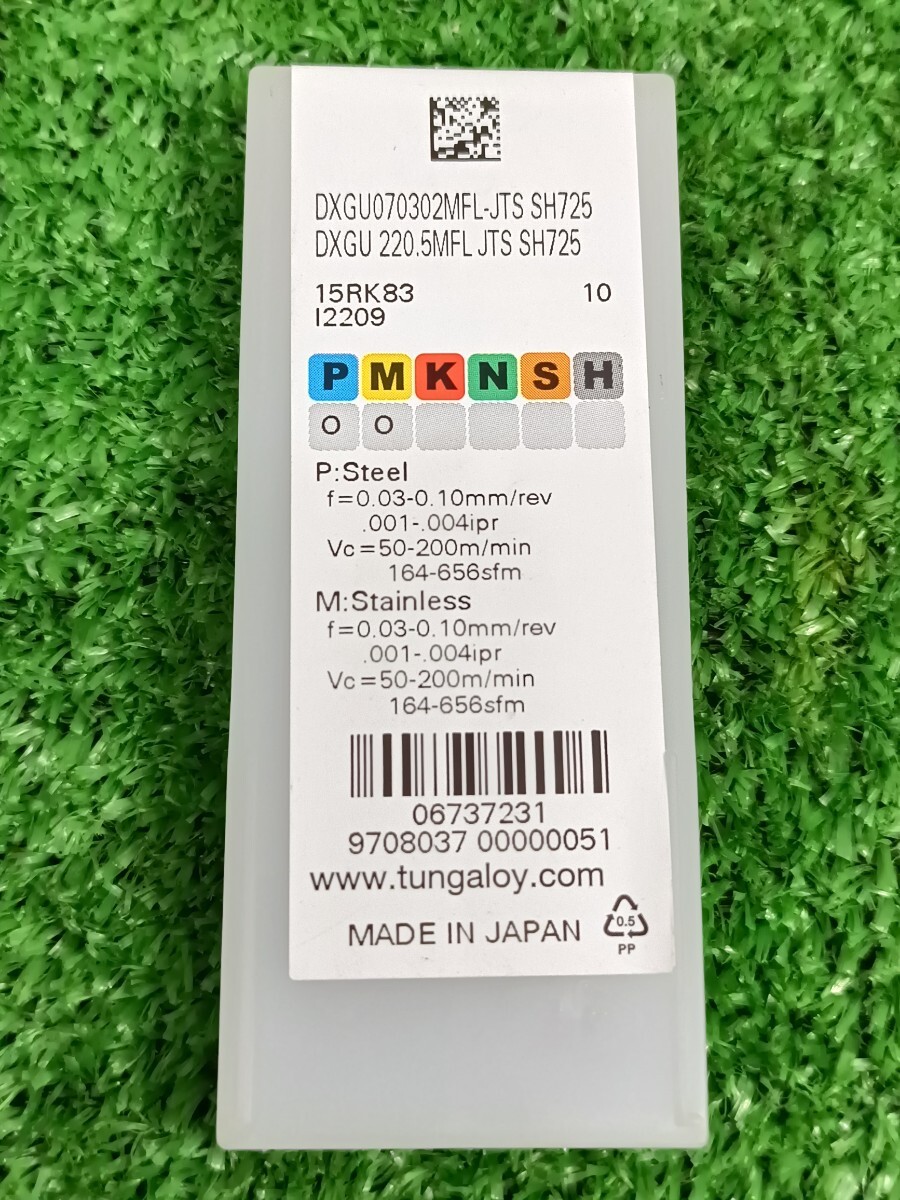 DXGU070302MFL-JTS SH725
DXGU 220.5MFL JTS SH725
15RK83 10
I2209
P M K N S H
O O
P:Steel
f=0.03-0.10mm/rev
.001-.004ipr
Vc=50-200m/min
164-656sfm
M:Stainless
f=0.03-0.10mm/rev
.001-.004ipr
Vc=50-200m/min
164-656sfm
06737231
9708037 00000051
www.tungaloy.com
MADE IN JAPAN
0.5
PP